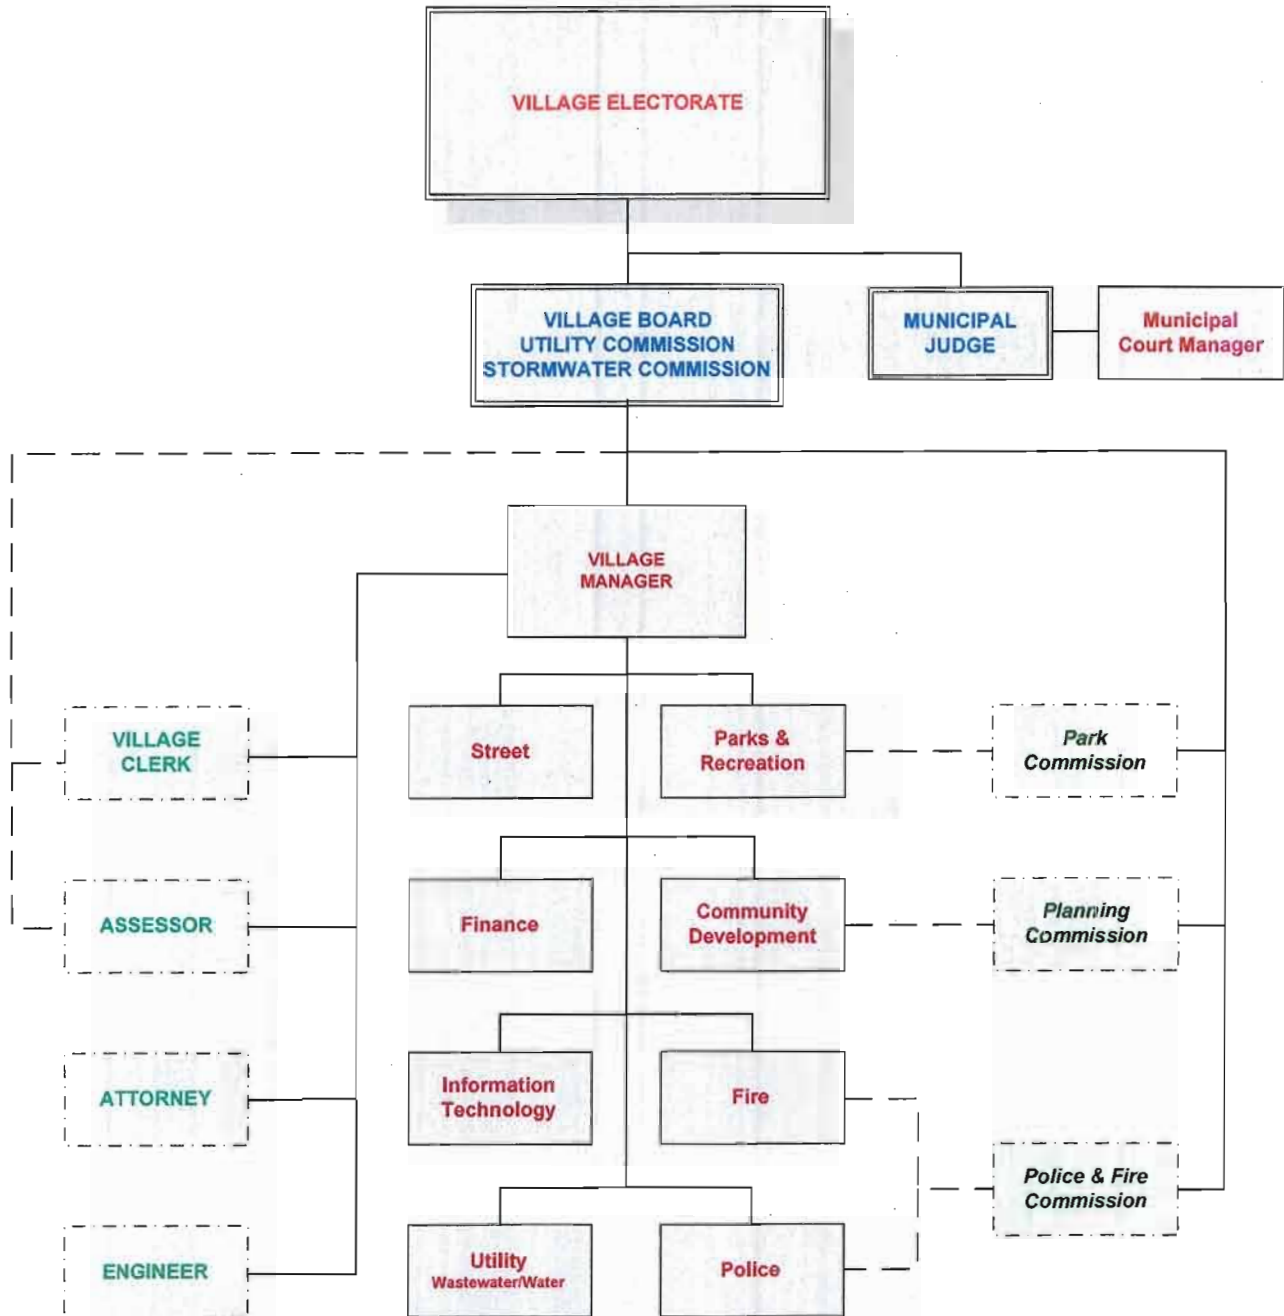 VILLAGE ELECTORATE
VILLAGE BOARD
UTILITY COMMISSION
STORMWATER COMMISSION
MUNICIPAL
JUDGE
Municipal
Court Manager
VILLAGE
MANAGER
VILLAGE
CLERK
Street
Parks &
Recreation
Park
Commission
ASSESSOR
Finance
Community
Development
Planning
Commission
ATTORNEY
Information
Technology
Fire
Police & Fire
Commission
ENGINEER
Utility
Wastewater/Water
Police